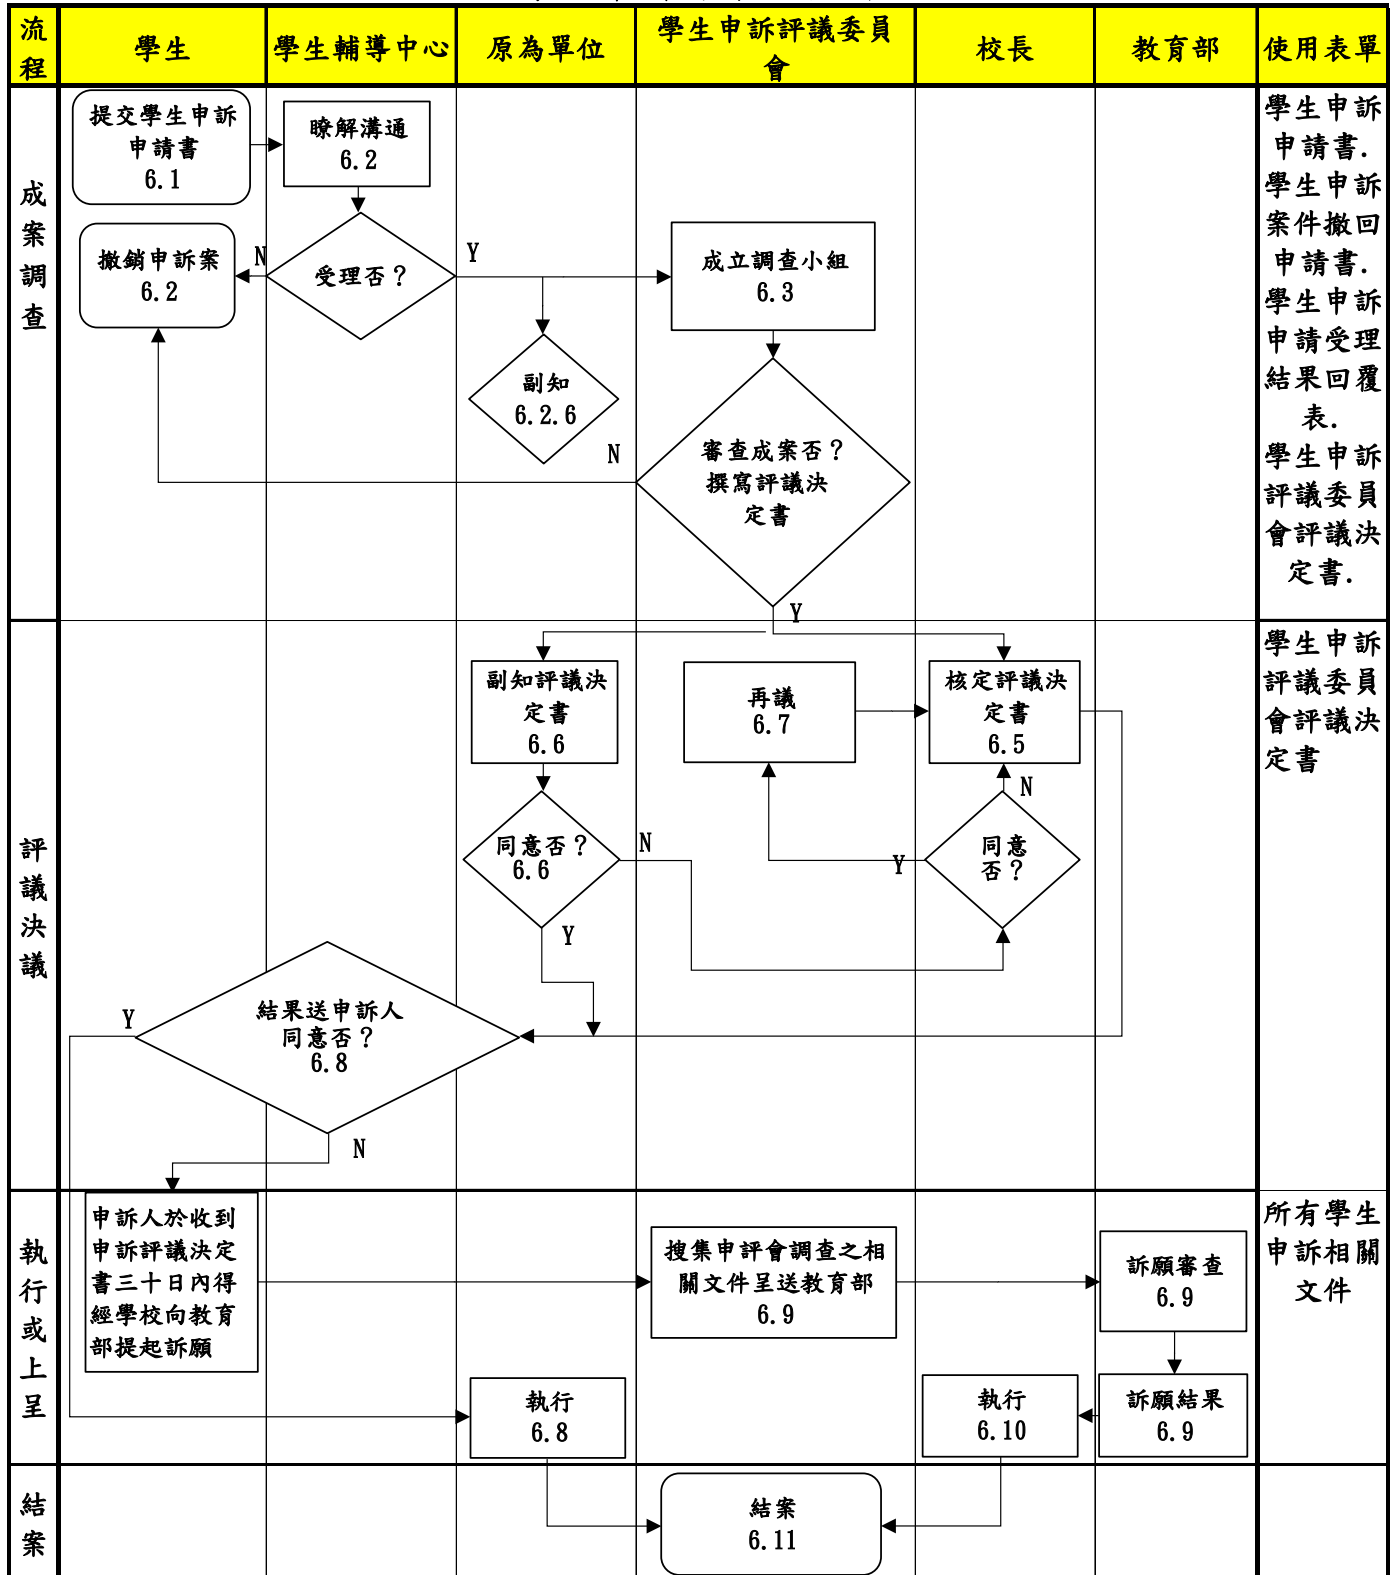 流
程
學生
學生輔導中心
原為單位
學生申訴評議委員
會
校長
教育部
使用表單
成
案
調
查
提交學生申訴
申請書
6.1
瞭解溝通
6.2
撤銷申訴案
6.2
N
受理否？
Y
副知
6.2.6
成立調查小組
6.3
N
審查成案否？
撰寫評議決
定書
Y
學生申訴
申請書.
學生申訴
案件撤回
申請書.
學生申訴
申請受理
結果回覆
表.
學生申訴
評議委員
會評議決
定書.
評
議
決
議
副知評議決
定書
6.6
再議
6.7
核定評議決
定書
6.5
同意否？
6.6
N
Y
N
同意
否？
Y
Y
結果送申訴人
同意否？
6.8
N
學生申訴
評議委員
會評議決
定書
執
行
或
上
呈
申訴人於收到
申訴評議決定
書三十日內得
經學校向教育
部提起訴願
搜集申評會調查之相
關文件呈送教育部
6.9
訴願審查
6.9
執行
6.8
執行
6.10
訴願結果
6.9
所有學生
申訴相關
文件
結
案
結案
6.11